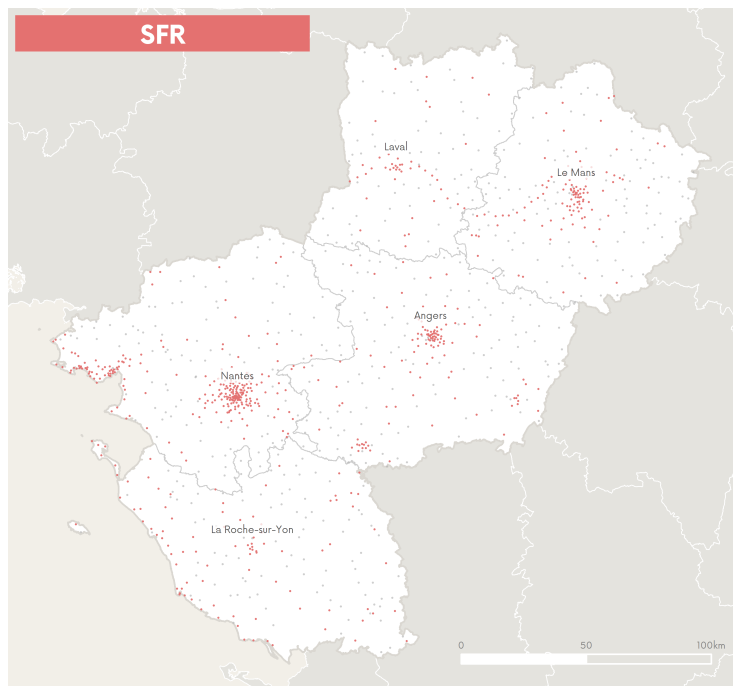 SFR
Laval
Le Mans
Angers
Nantes
La Roche-sur-Yon
0 50 100km